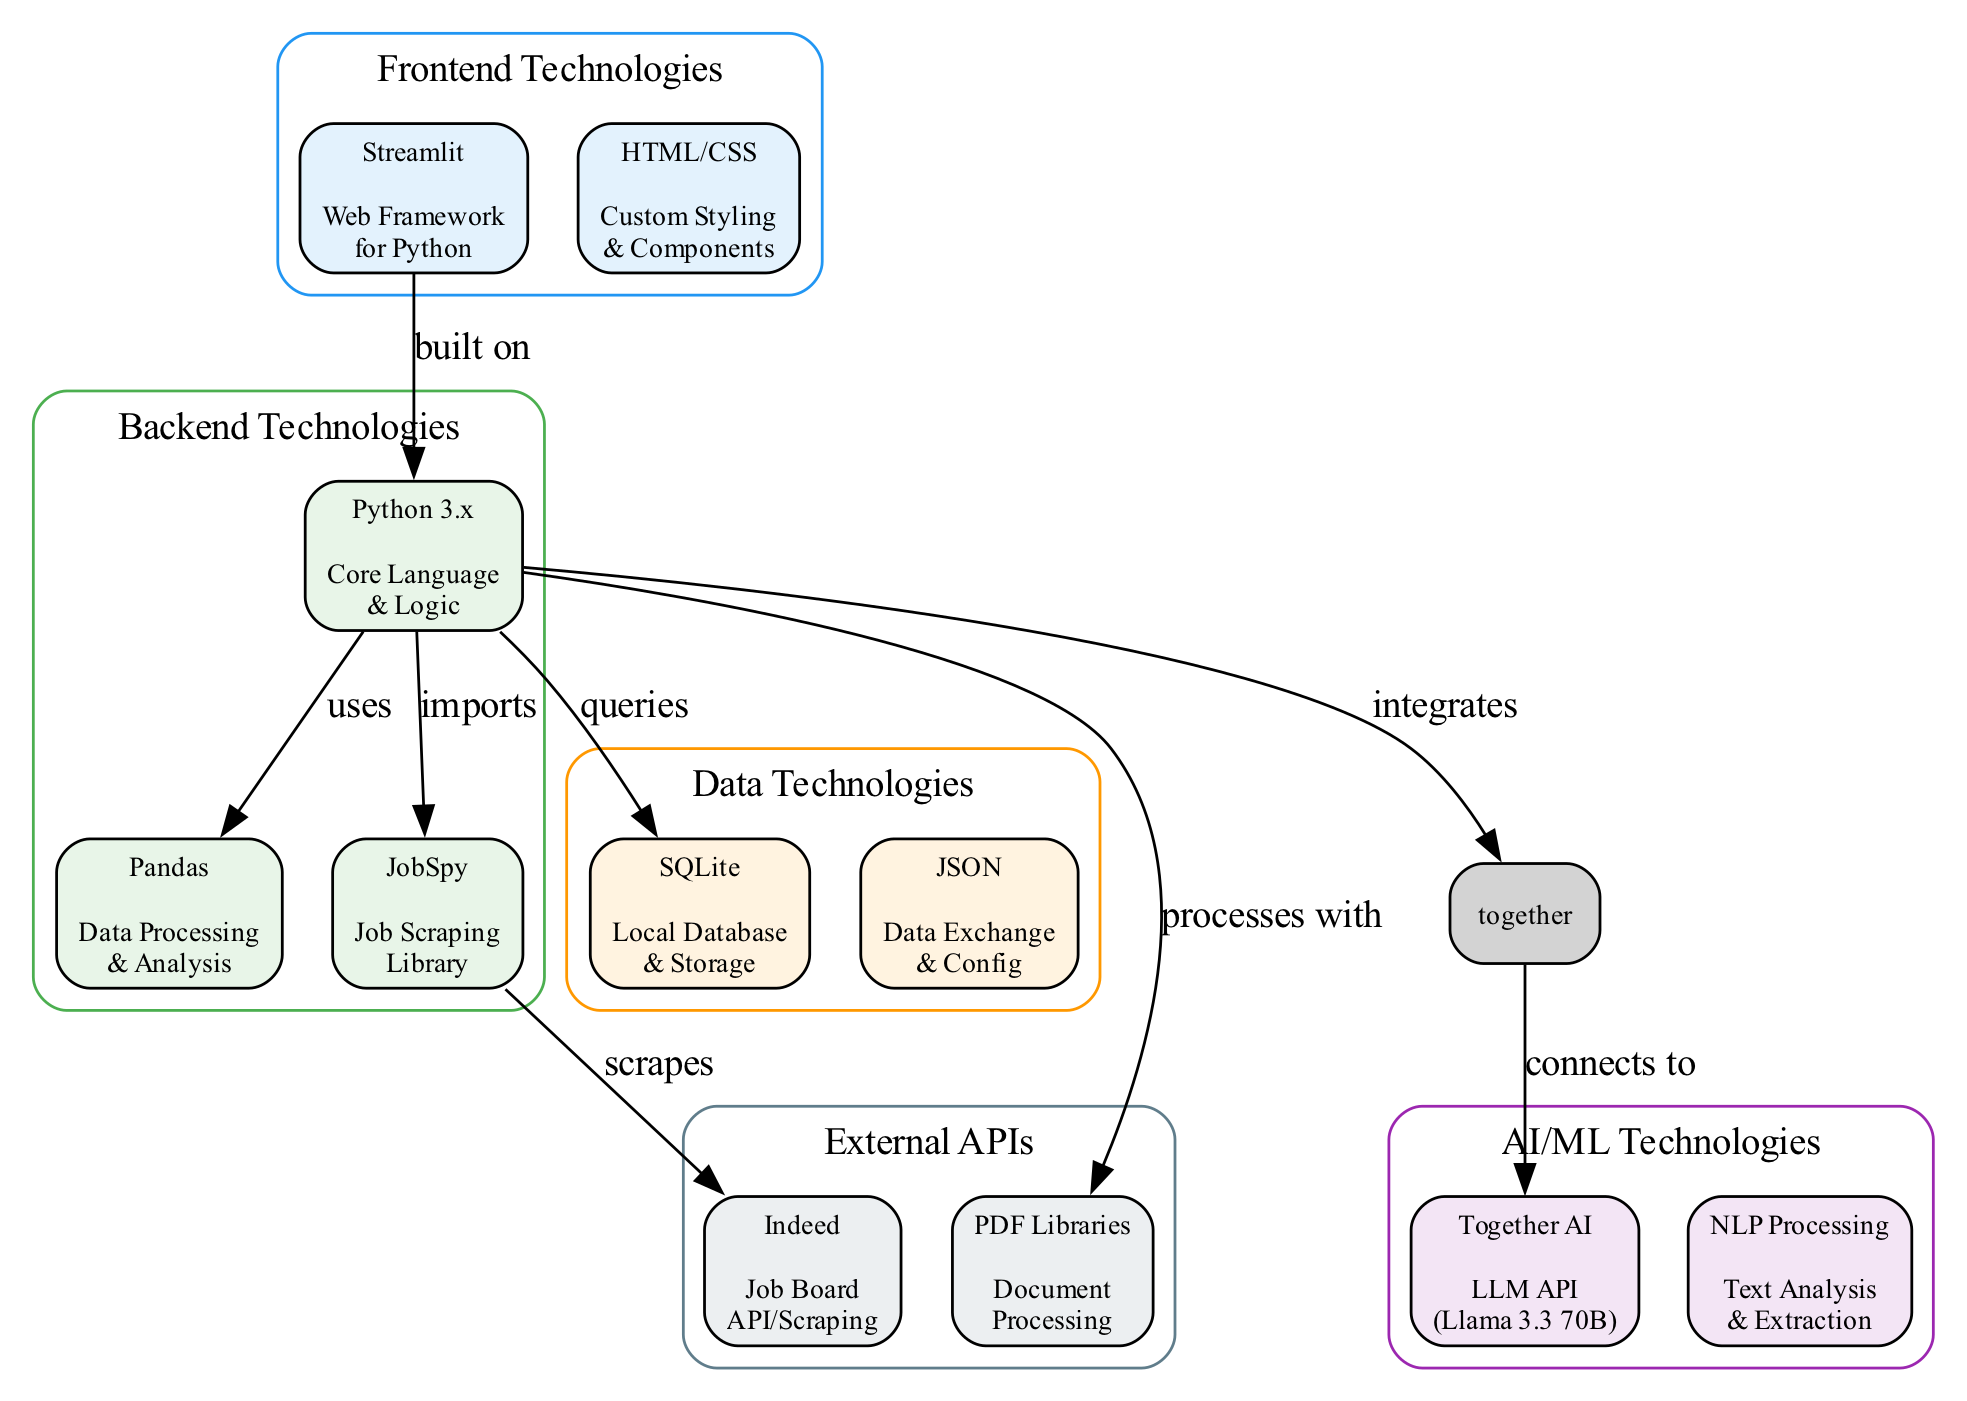 Frontend Technologies
Streamlit
Web Framework
for Python
HTML/CSS
Custom Styling
& Components
built on
Backend Technologies
Python 3.x
Core Language
& Logic
uses
imports
queries
integrates
Data Technologies
Pandas
Data Processing
& Analysis
JobSpy
Job Scraping
Library
SQLite
Local Database
& Storage
JSON
Data Exchange
& Config
processes with
together
scrapes
connects to
External APIs
Indeed
Job Board
API/Scraping
PDF Libraries
Document
Processing
AI/ML Technologies
Together AI
LLM API
(Llama 3.3 70B)
NLP Processing
Text Analysis
& Extraction